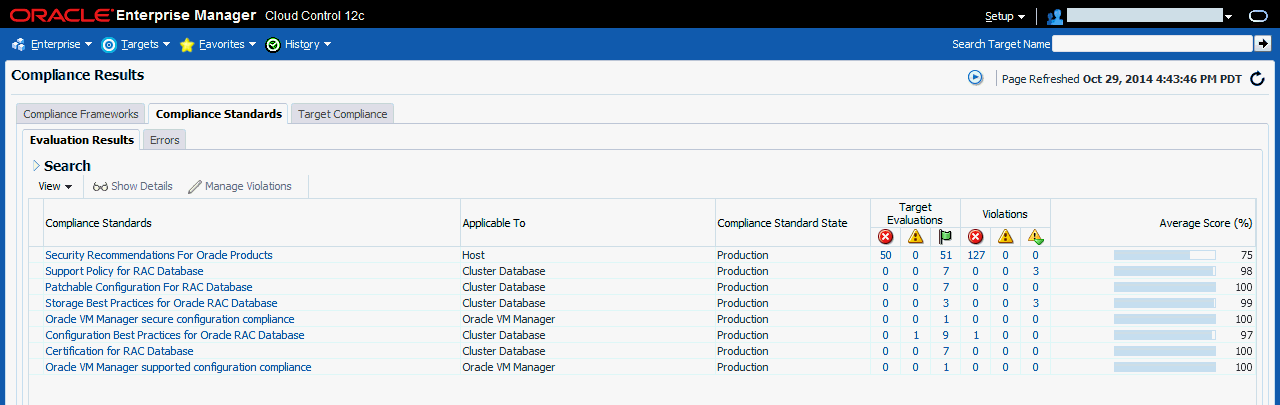 ORACLE Enterprise Manager Cloud Control 12c Setup
Enterprise Targets Favorites History Search Target Name
Compliance Results Page Refreshed Oct 29, 2014 4:43:46 PM PDT
Compliance Frameworks Compliance Standards Target Compliance
Evaluation Results Errors
Search
View Show Details Manage Violations
Compliance Standards Applicable To Compliance Standard State Target Evaluations Violations Average Score (%)
Security Recommendations For Oracle Products Host Production 50 0 51 127 0 0 75
Support Policy for RAC Database Cluster Database Production 0 0 7 0 0 3 98
Patchable Configuration For RAC Database Cluster Database Production 0 0 7 0 0 0 100
Storage Best Practices for Oracle RAC Database Cluster Database Production 0 0 3 0 0 3 99
Oracle VM Manager secure configuration compliance Oracle VM Manager Production 0 0 1 0 0 0 100
Configuration Best Practices for Oracle RAC Database Cluster Database Production 0 1 9 1 0 0 97
Certification for RAC Database Cluster Database Production 0 0 7 0 0 0 100
Oracle VM Manager supported configuration compliance Oracle VM Manager Production 0 0 1 0 0 0 100